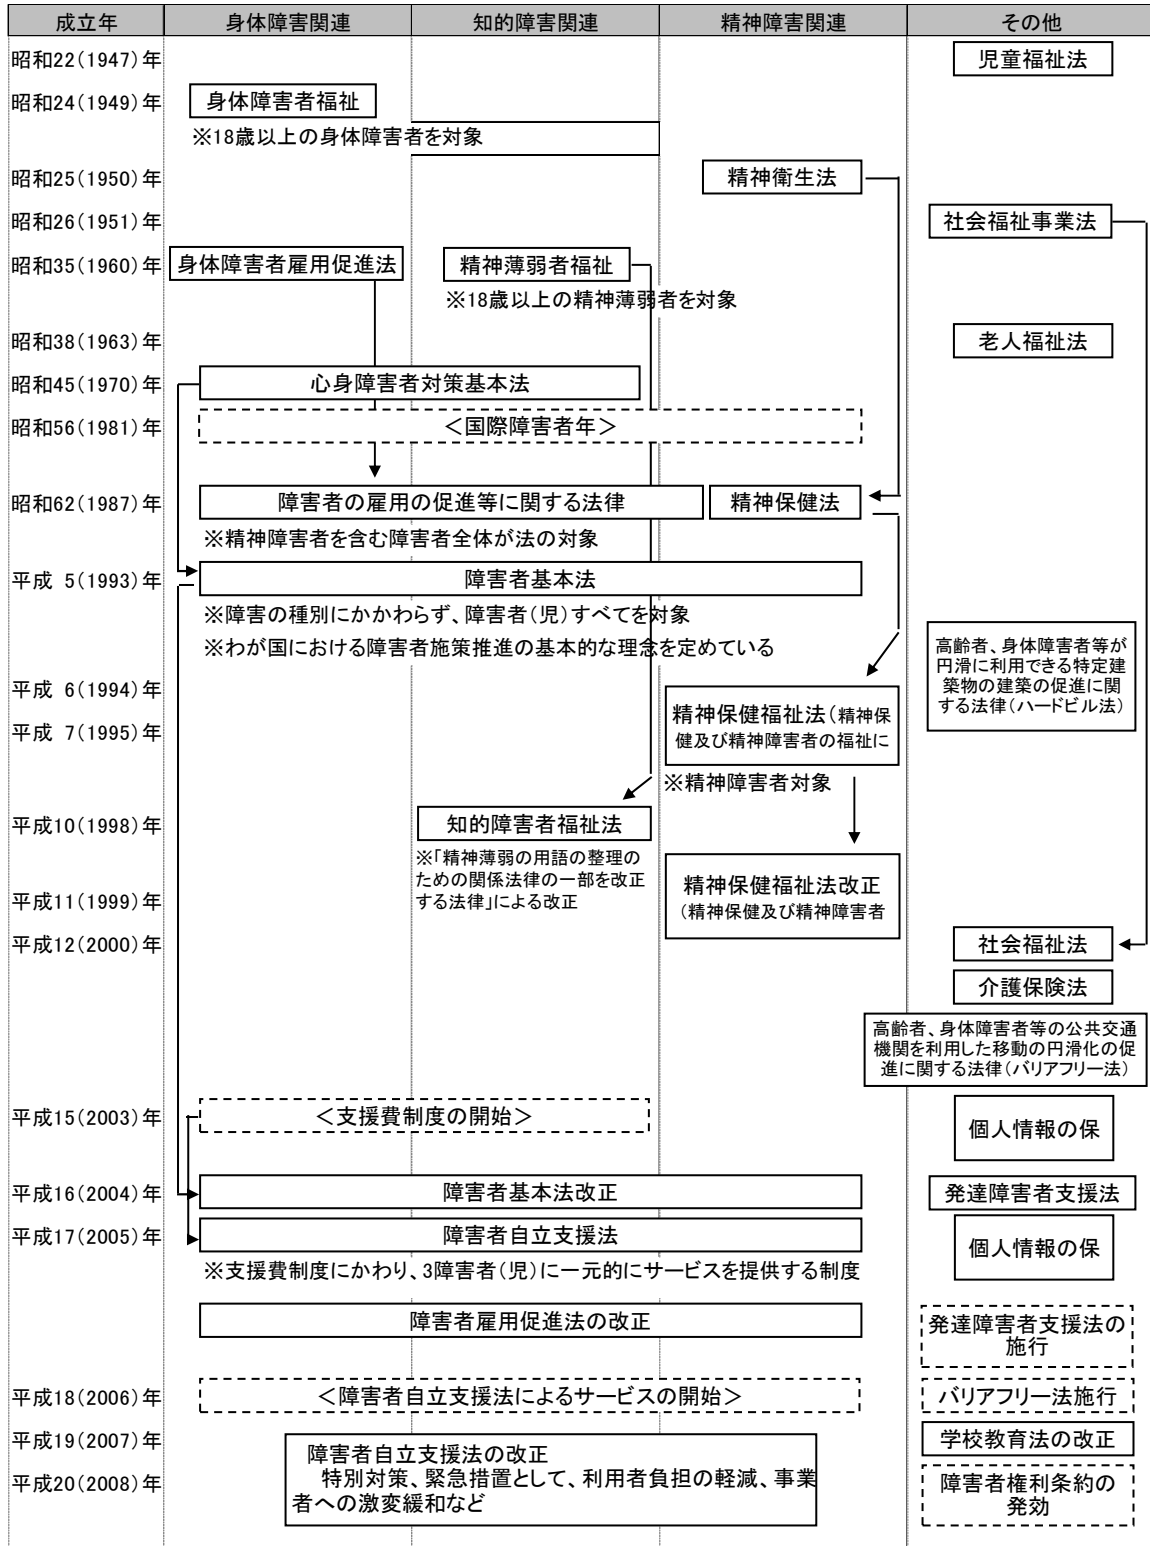 成立年 身体障害関連 知的障害関連 精神障害関連 その他
昭和22(1947)年 児童福祉法
昭和24(1949)年 身体障害者福祉
※18歳以上の身体障害者を対象
昭和25(1950)年 精神衛生法
昭和26(1951)年 社会福祉事業法
昭和35(1960)年 身体障害者雇用促進法 精神薄弱者福祉
※18歳以上の精神薄弱者を対象
昭和38(1963)年 老人福祉法
昭和45(1970)年 心身障害者対策基本法
昭和56(1981)年 <国際障害者年>
昭和62(1987)年 障害者の雇用の促進等に関する法律 精神保健法
※精神障害者を含む障害者全体が法の対象
平成 5(1993)年 障害者基本法
※障害の種別にかかわらず、障害者(児)すべてを対象
※わが国における障害者施策推進の基本的な理念を定めている
高齢者、身体障害者等が
円滑に利用できる特定建
築物の建築の促進に関
する法律(ハードビル法)
平成 6(1994)年
平成 7(1995)年
精神保健福祉法(精神保
健及び精神障害者の福祉に
※精神障害者対象
平成10(1998)年 知的障害者福祉法
※「精神薄弱の用語の整理の
ための関係法律の一部を改正
する法律」による改正
平成11(1999)年
精神保健福祉法改正
(精神保健及び精神障害者
平成12(2000)年 社会福祉法
介護保険法
高齢者、身体障害者等の公共交通
機関を利用した移動の円滑化の促
進に関する法律(バリアフリー法)
平成15(2003)年 <支援費制度の開始> 個人情報の保
平成16(2004)年 障害者基本法改正 発達障害者支援法
平成17(2005)年 障害者自立支援法 個人情報の保
※支援費制度にかわり、3障害者(児)に一元的にサービスを提供する制度
障害者雇用促進法の改正
発達障害者支援法の
施行
平成18(2006)年 <障害者自立支援法によるサービスの開始> バリアフリー法施行
平成19(2007)年 学校教育法の改正
障害者自立支援法の改正
特別対策、緊急措置として、利用者負担の軽減、事業
者への激変緩和など
平成20(2008)年
障害者権利条約の
発効